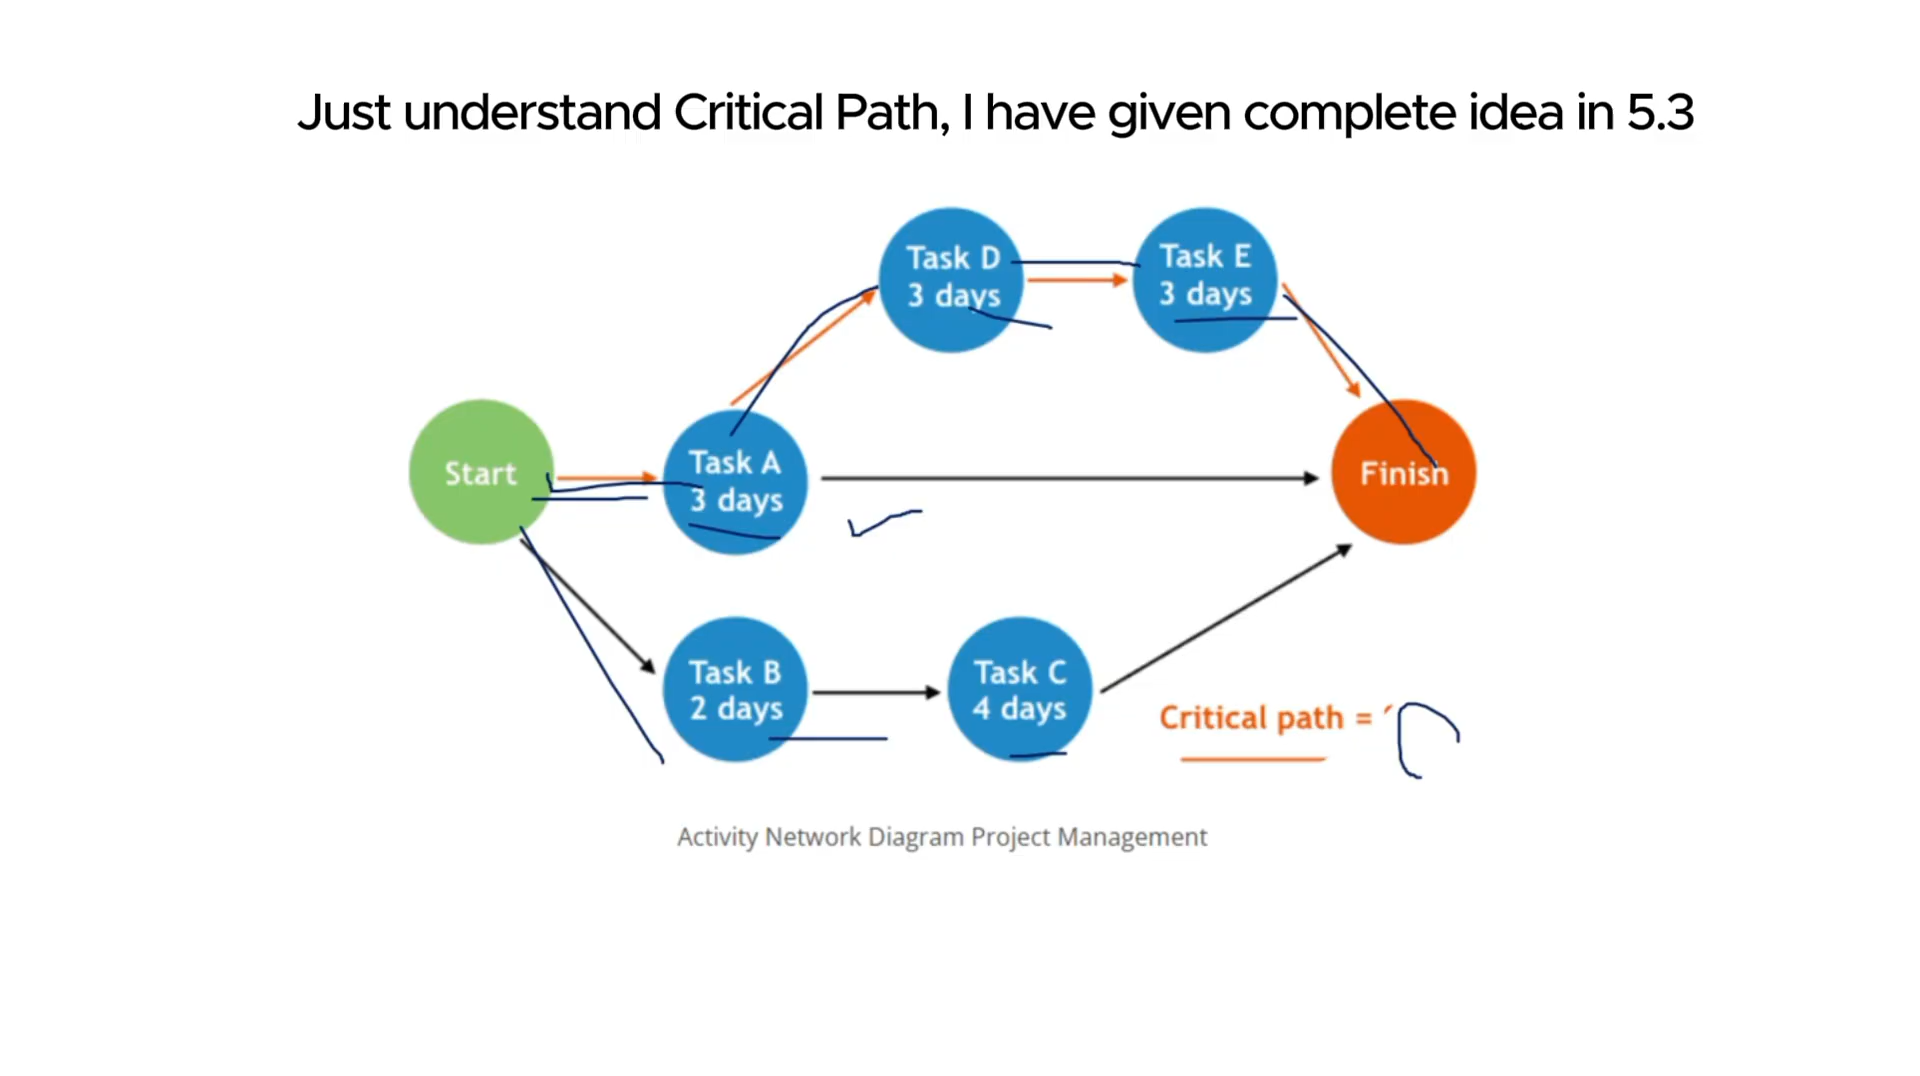 Just understand Critical Path, I have given complete idea in 5.3
Task D
3 days
Task E
3 days
Start
Task A
3 days
Finish
Task B
2 days
Task C
4 days
Critical path =
Activity Network Diagram Project Management